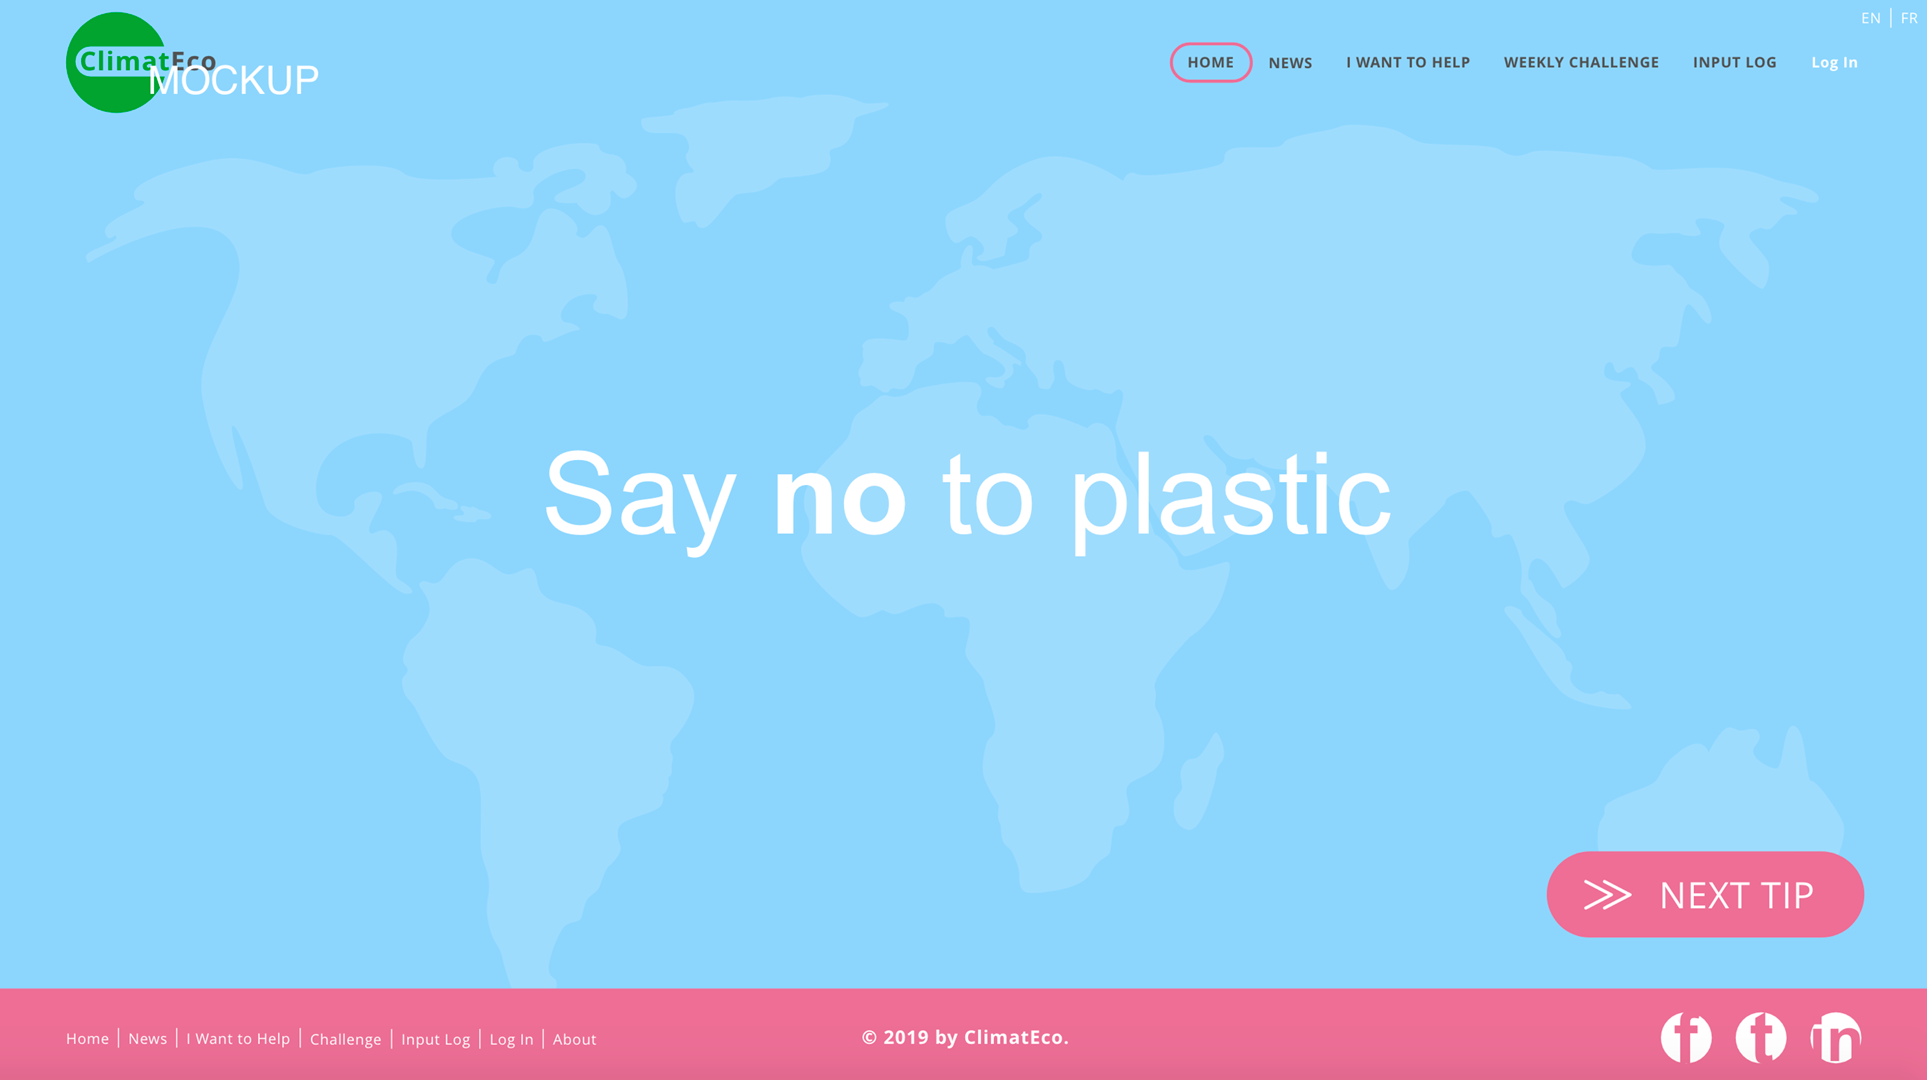 EN | FR
ClimatEco
MOCKUP
HOME NEWS I WANT TO HELP WEEKLY CHALLENGE INPUT LOG Log In
Say no to plastic
NEXT TIP
Home | News | I Want to Help | Challenge | Input Log | Log In | About
© 2019 by ClimatEco.
f t in